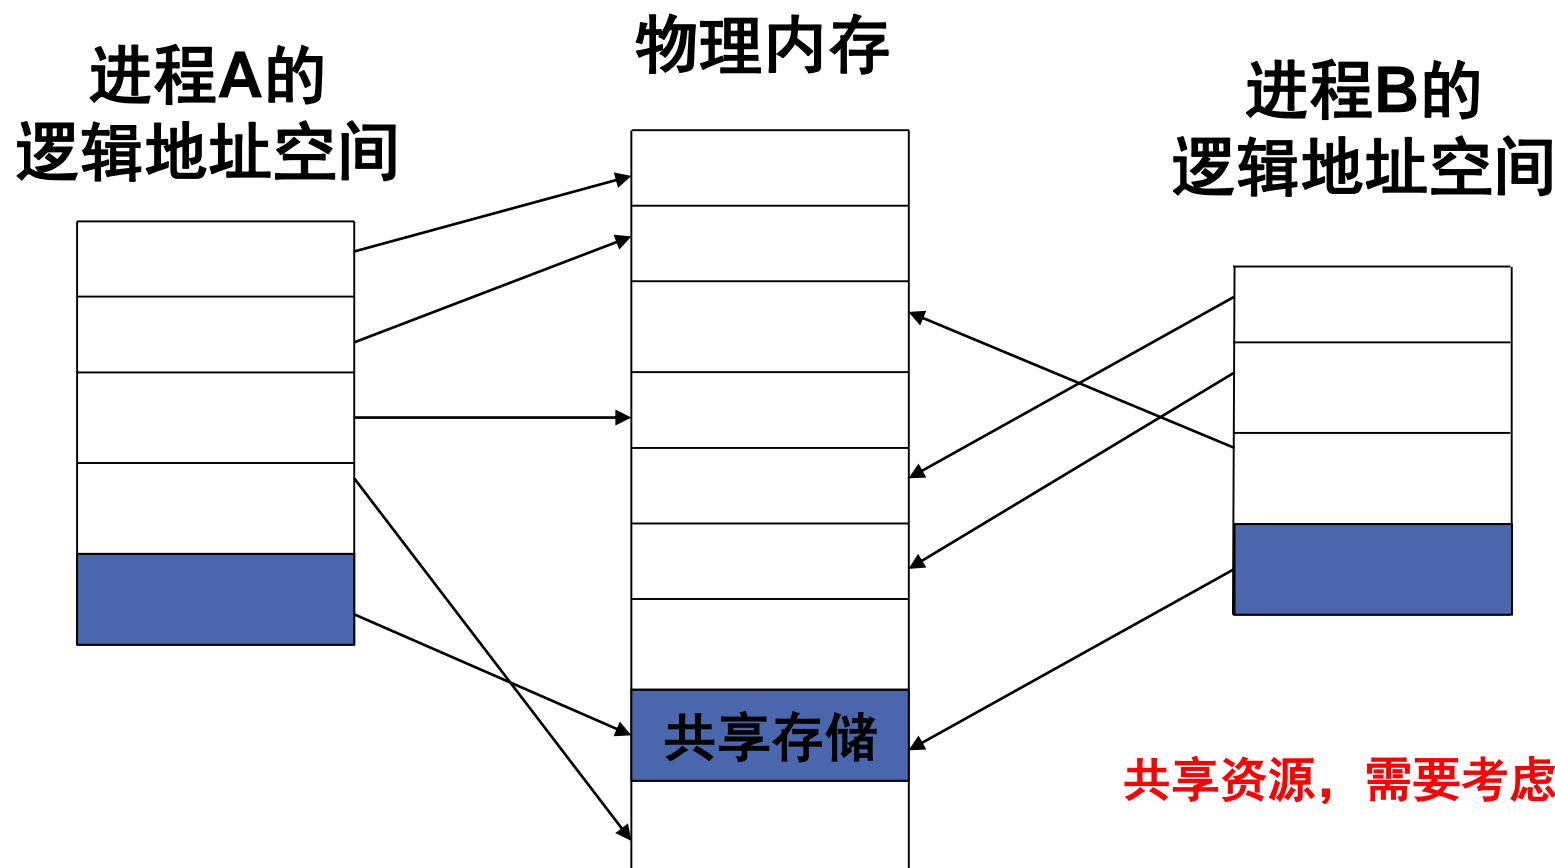 物理内存
进程A的
逻辑地址空间
进程B的
逻辑地址空间
共享存储
共享资源，需要考虑